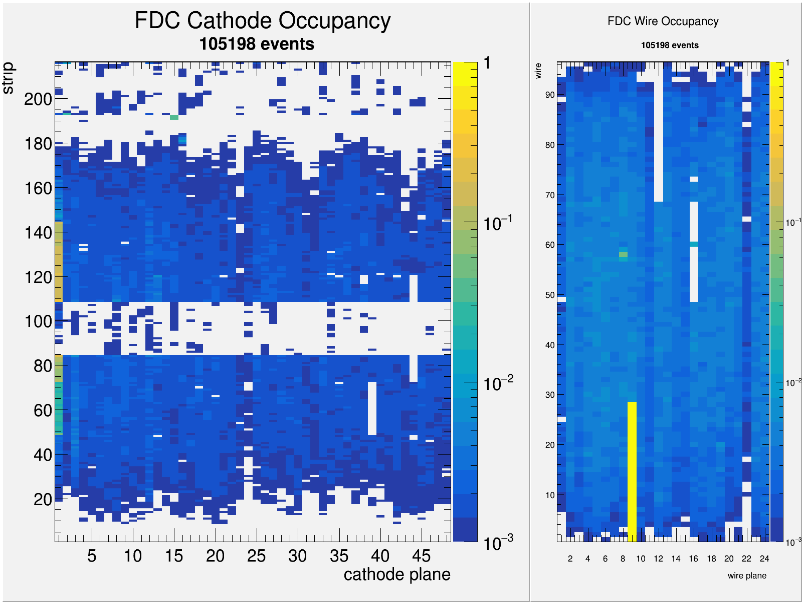 FDC Cathode Occupancy
105198 events
strip
200
180
160
140
120
100
80
60
40
20
5 10 15 20 25 30 35 40 45
cathode plane
1
10⁻¹
10⁻²
10⁻³
FDC Wire Occupancy
105198 events
wire
90
80
70
60
50
40
30
20
10
2 4 6 8 10 12 14 16 18 20 22 24
wire plane
1
10⁻¹
10⁻²
10⁻³